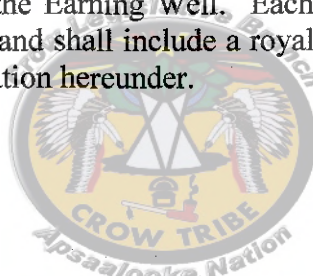 the Earning Well. Each
and shall include a royal
ation hereunder.
CROW TRIBE
Apsaalooke Nation